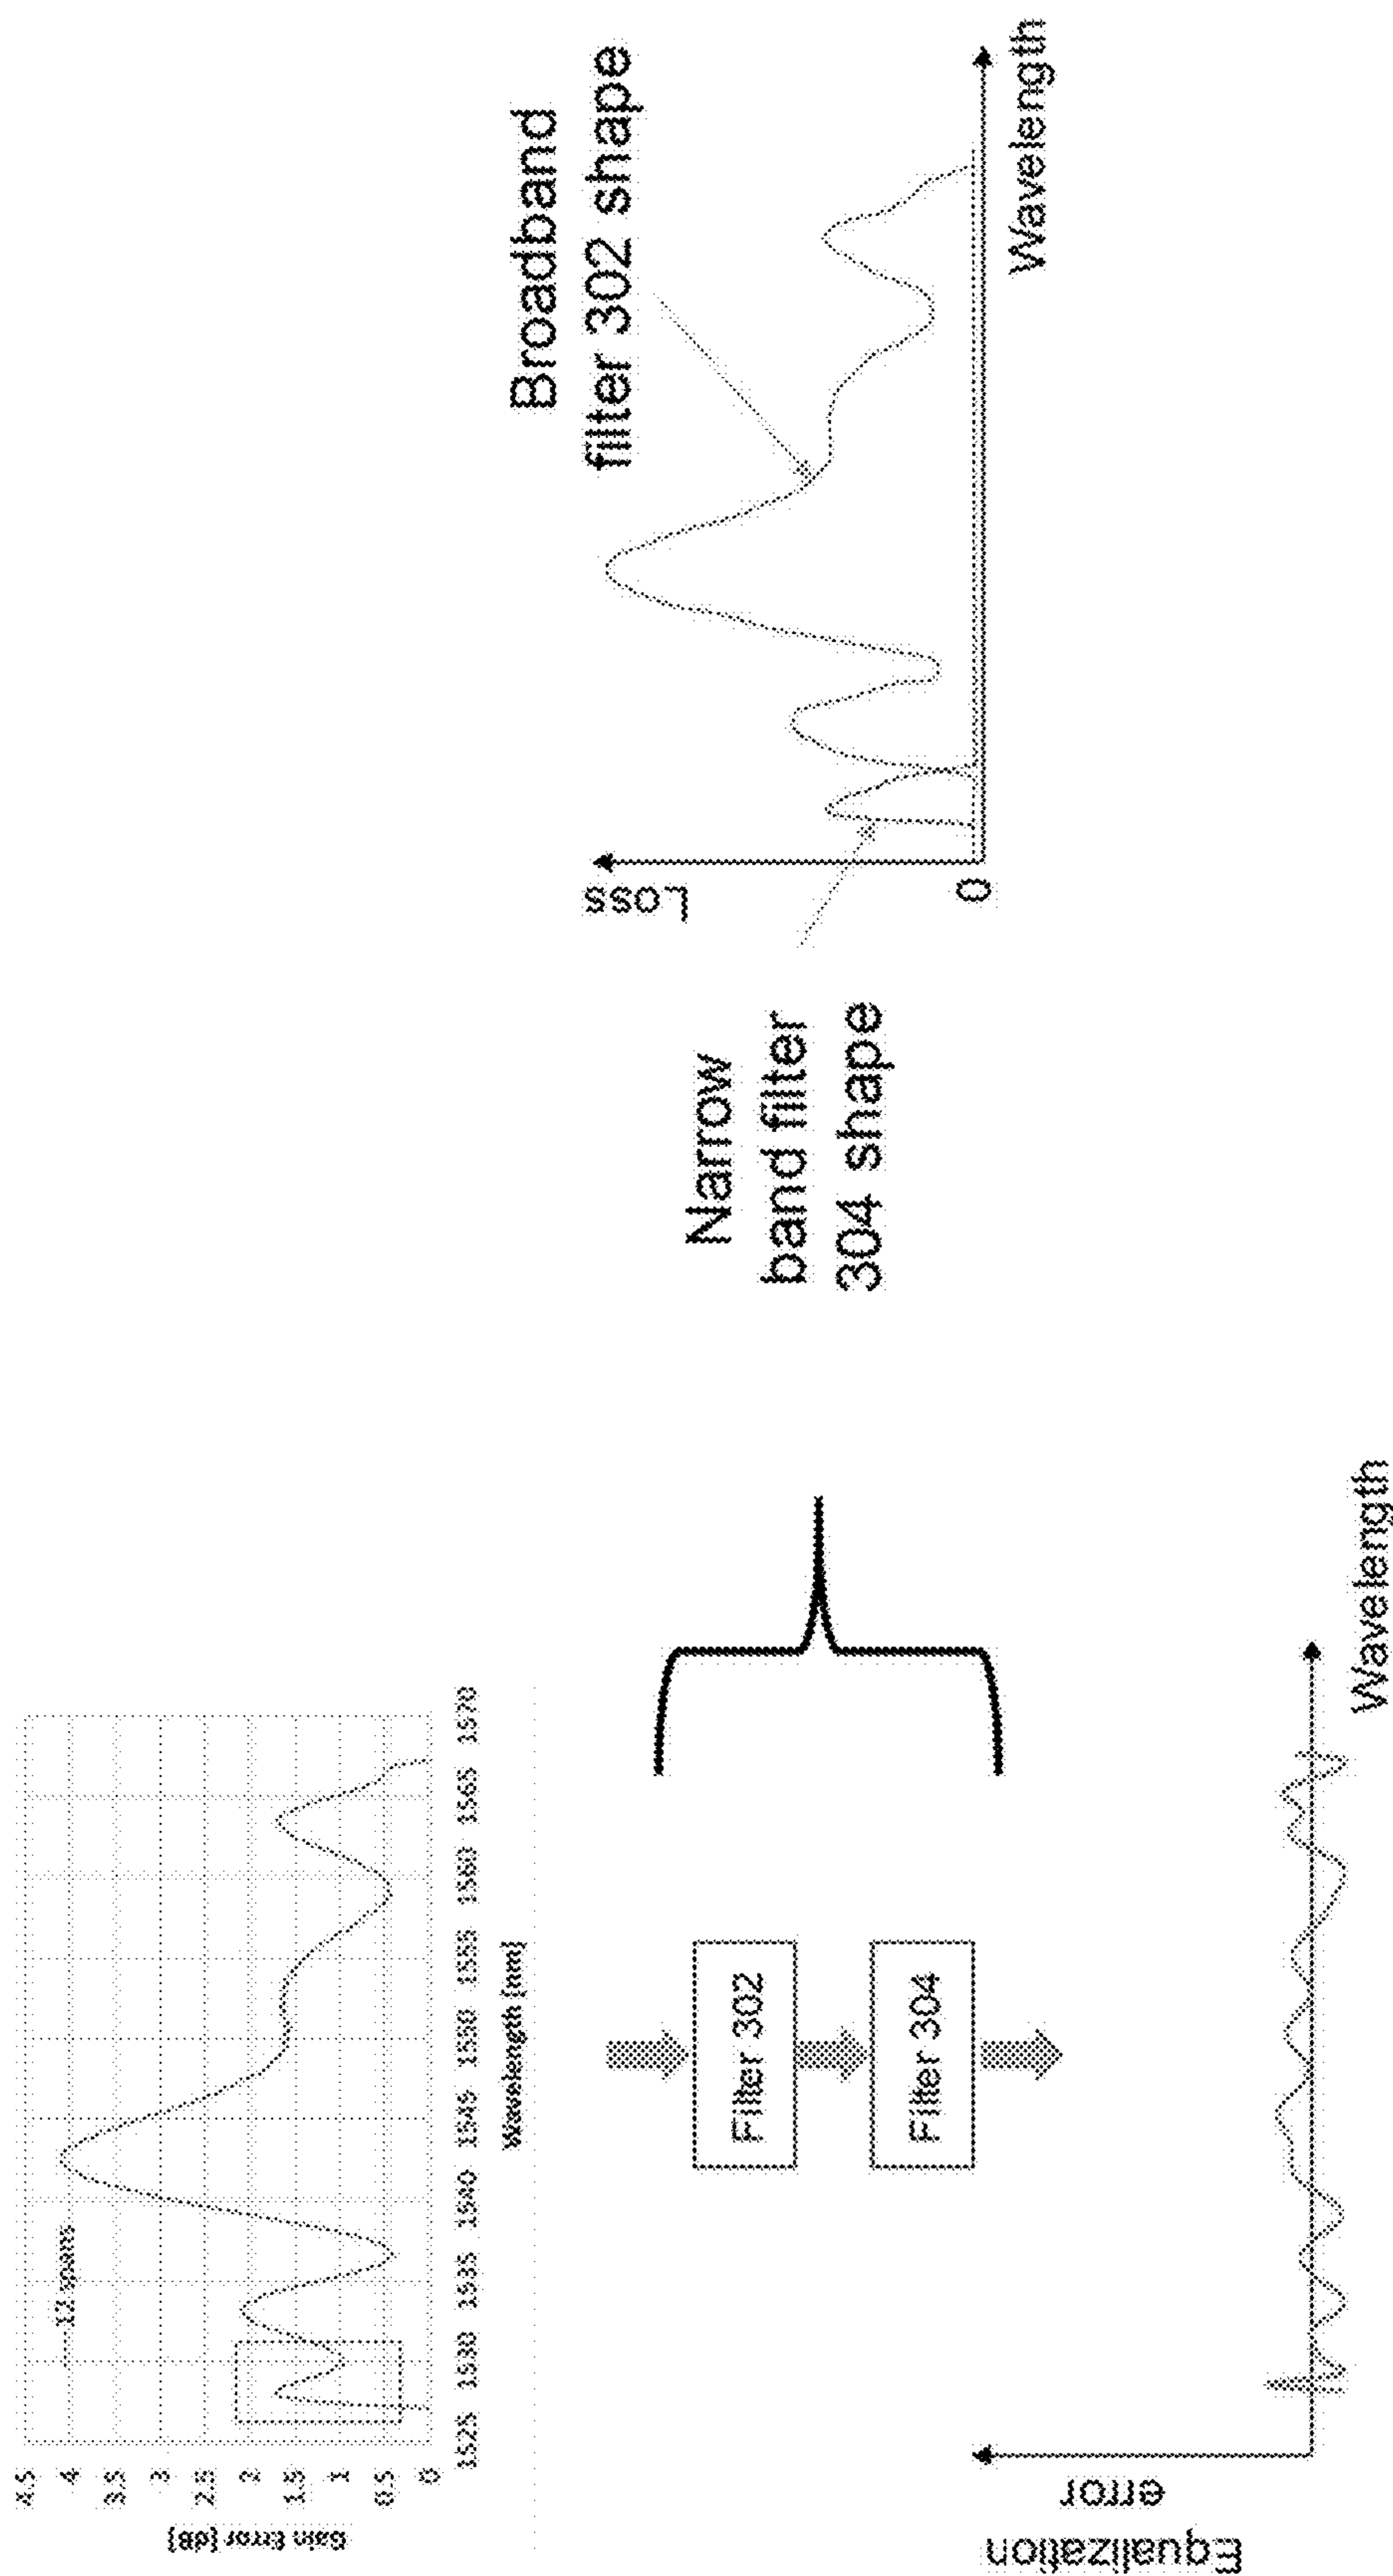 Gain Error [dB]
4.5
4
3.5
3
2.5
2
1.5
1
0.5
0
12 spans
1525
1530
1535
1540
1545
1550
1555
1560
1565
1570
Wavelength [nm]
Filter 302
Filter 304
Equalization
error
Wavelength
Narrow
band filter
304 shape
Loss
0
Broadband
filter 302 shape
Wavelength